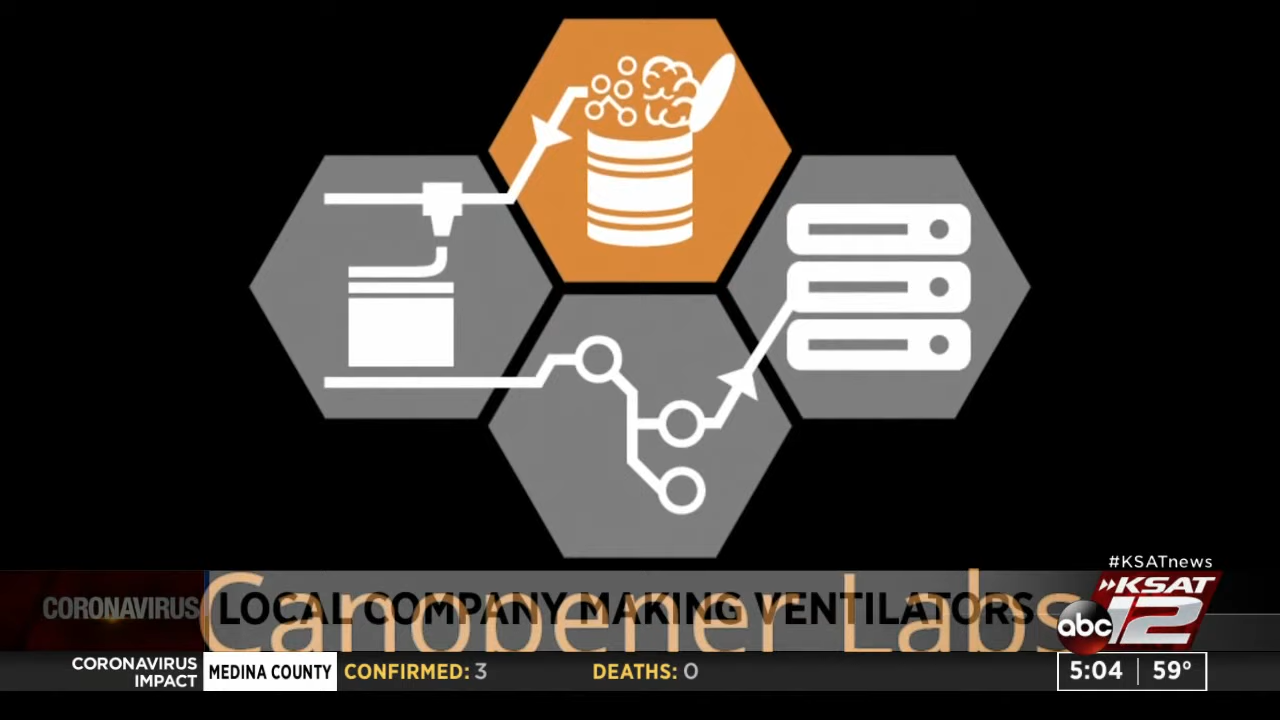 #KSATnews
KSAT
abc 12
CORONAVIRUS
LOCAL COMPANY MAKING VENTILATORS
Canopener Labs
CORONAVIRUS
IMPACT
MEDINA COUNTY CONFIRMED: 3 DEATHS: 0
5:04 59°